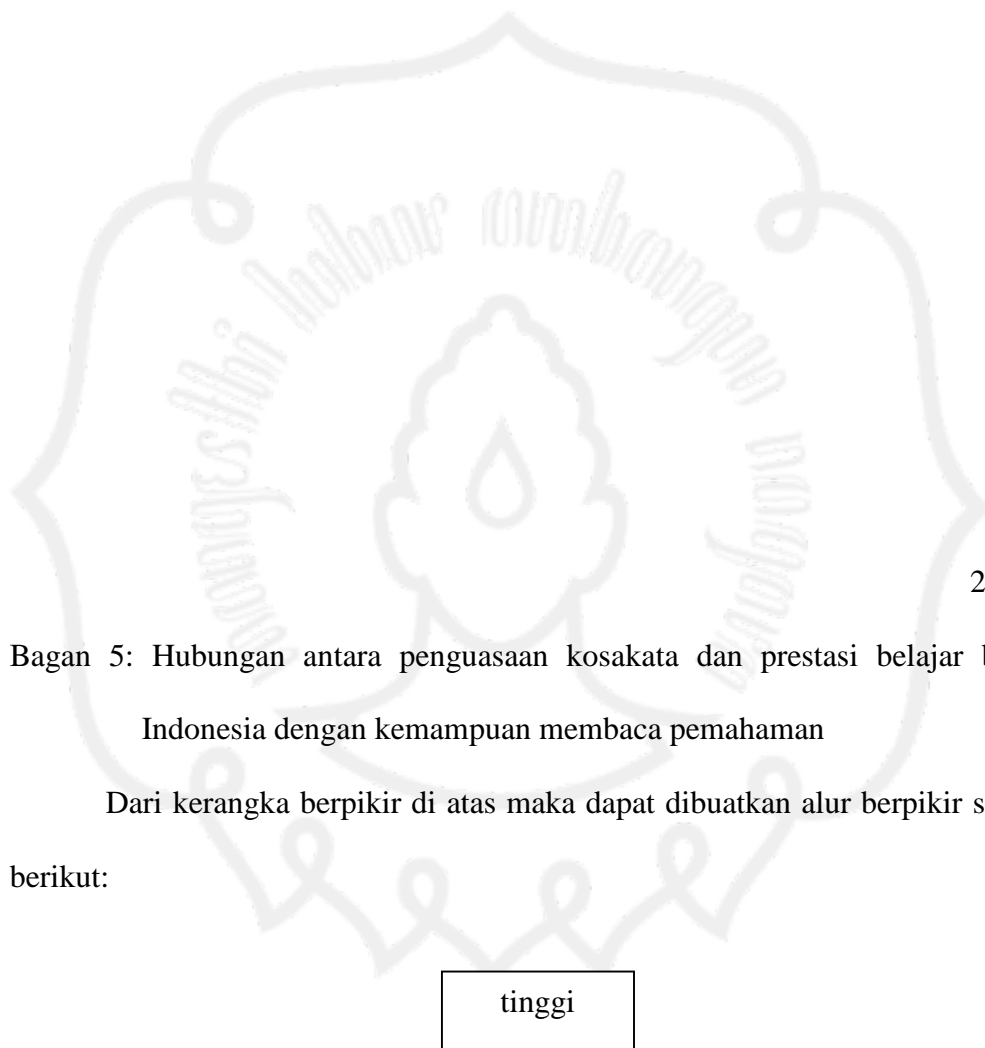 2
Bagan 5: Hubungan antara penguasaan kosakata dan prestasi belajar
Indonesia dengan kemampuan membaca pemahaman
Dari kerangka berpikir di atas maka dapat dibuatkan alur berpikir
berikut:
tinggi